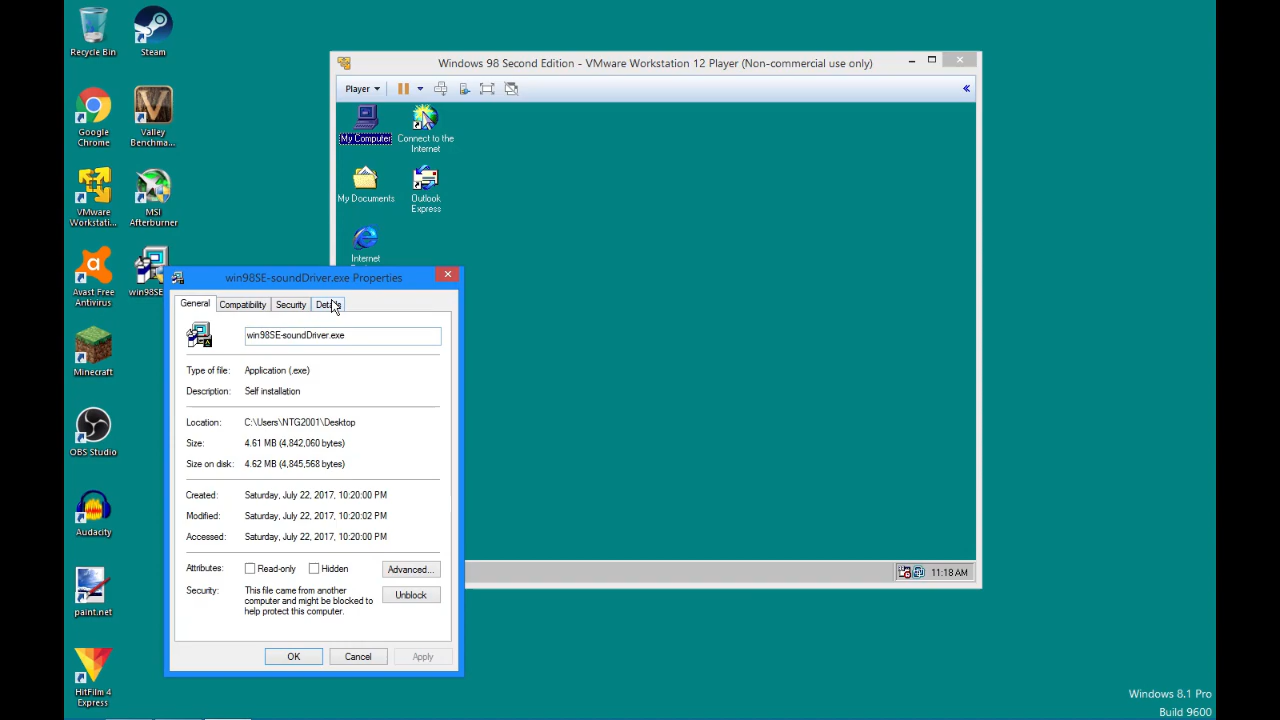 Recycle Bin
Steam
Google
Chrome
Valley
Benchma...
VMware
Workstati...
MSI
Afterburner
Avast Free
Antivirus
win98SE
Minecraft
OBS Studio
Audacity
paint.net
HitFilm 4
Express
Windows 98 Second Edition - VMware Workstation 12 Player (Non-commercial use only)
Player
My Computer
Connect to the
Internet
My Documents
Outlook
Express
Internet
11:18 AM
win98SE-soundDriver.exe Properties
General
Compatibility
Security
Details
win98SE-soundDriver.exe
Type of file: Application (.exe)
Description: Self installation
Location: C:\Users\NTG2001\Desktop
Size: 4.61 MB (4,842,060 bytes)
Size on disk: 4.62 MB (4,845,568 bytes)
Created: Saturday, July 22, 2017, 10:20:00 PM
Modified: Saturday, July 22, 2017, 10:20:02 PM
Accessed: Saturday, July 22, 2017, 10:20:00 PM
Attributes: Read-only Hidden Advanced...
Security: This file came from another
computer and might be blocked to
help protect this computer.
Unblock
OK Cancel Apply
Windows 8.1 Pro
Build 9600